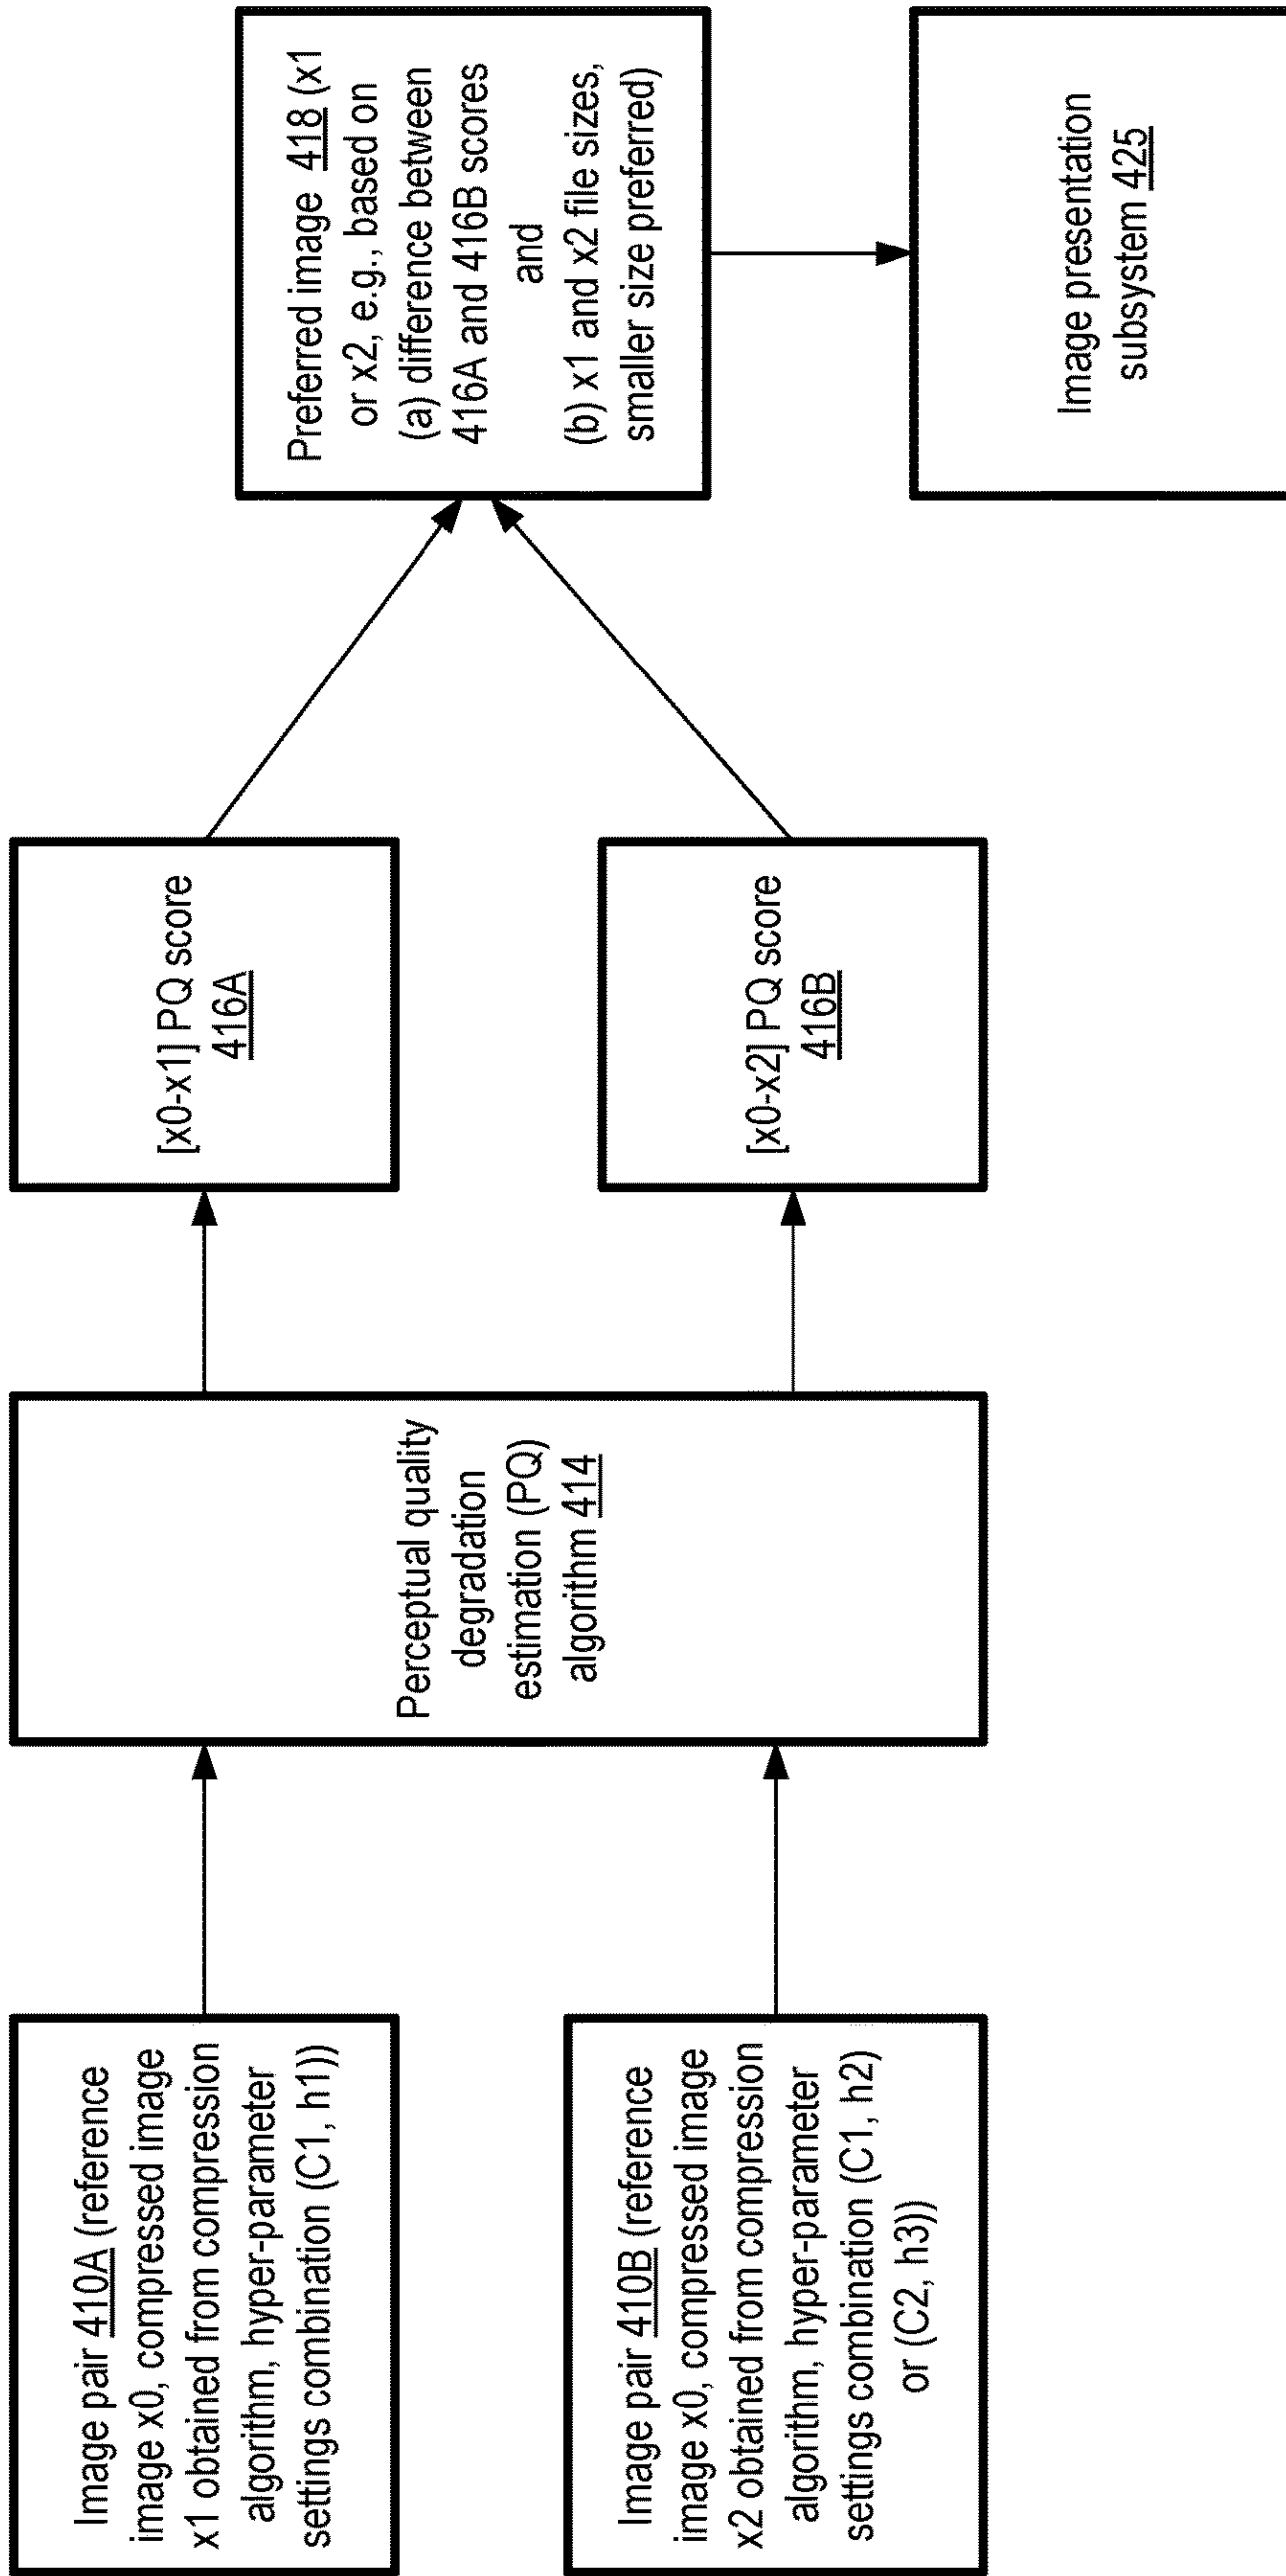 Image pair 410A (reference
image x0, compressed image
x1 obtained from compression
algorithm, hyper-parameter
settings combination (C1, h1))
Image pair 410B (reference
image x0, compressed image
x2 obtained from compression
algorithm, hyper-parameter
settings combination (C1, h2)
or (C2, h3))
Perceptual quality
degradation
estimation (PQ)
algorithm 414
[x0-x1] PQ score
416A
[x0-x2] PQ score
416B
Preferred image 418 (x1
or x2, e.g., based on
(a) difference between
416A and 416B scores
and
(b) x1 and x2 file sizes,
smaller size preferred)
Image presentation
subsystem 425